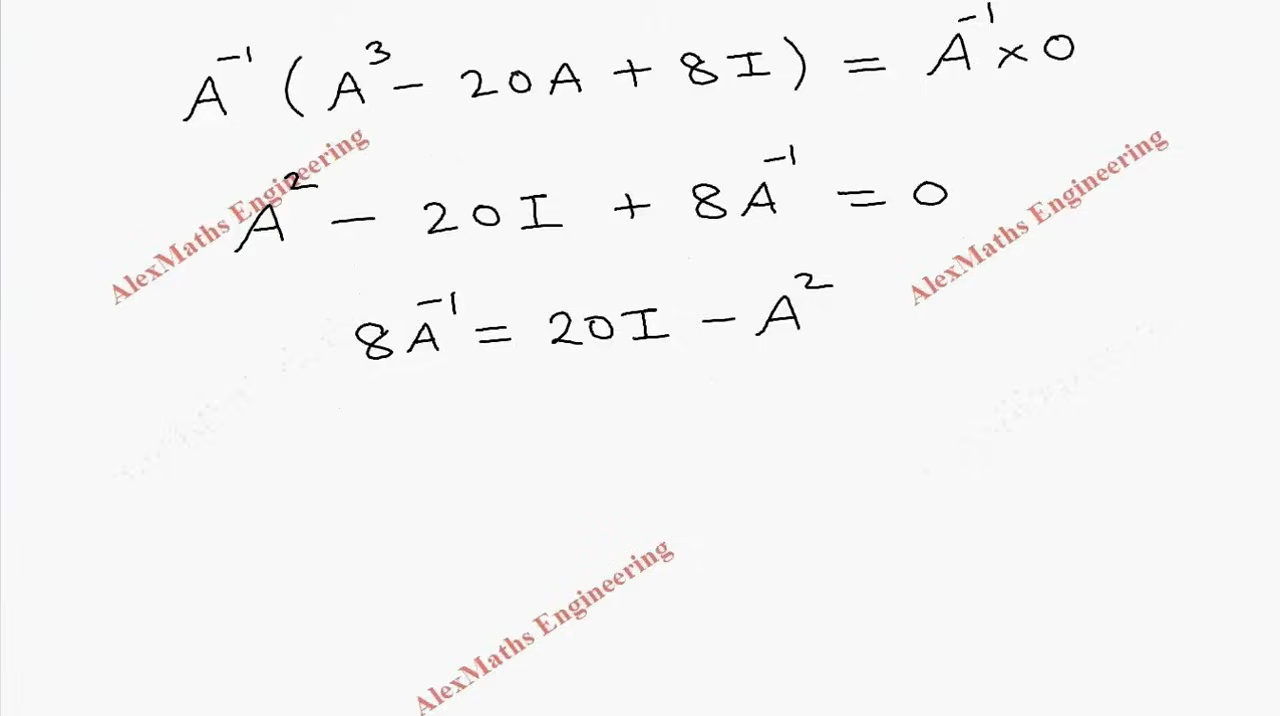 A⁻¹ ( A³ - 20A + 8I ) = A⁻¹ × 0
AlexMaths Engineering
AlexMaths Engineering
A² - 20I + 8A⁻¹ = 0
8A⁻¹ = 20I - A²
AlexMaths Engineering